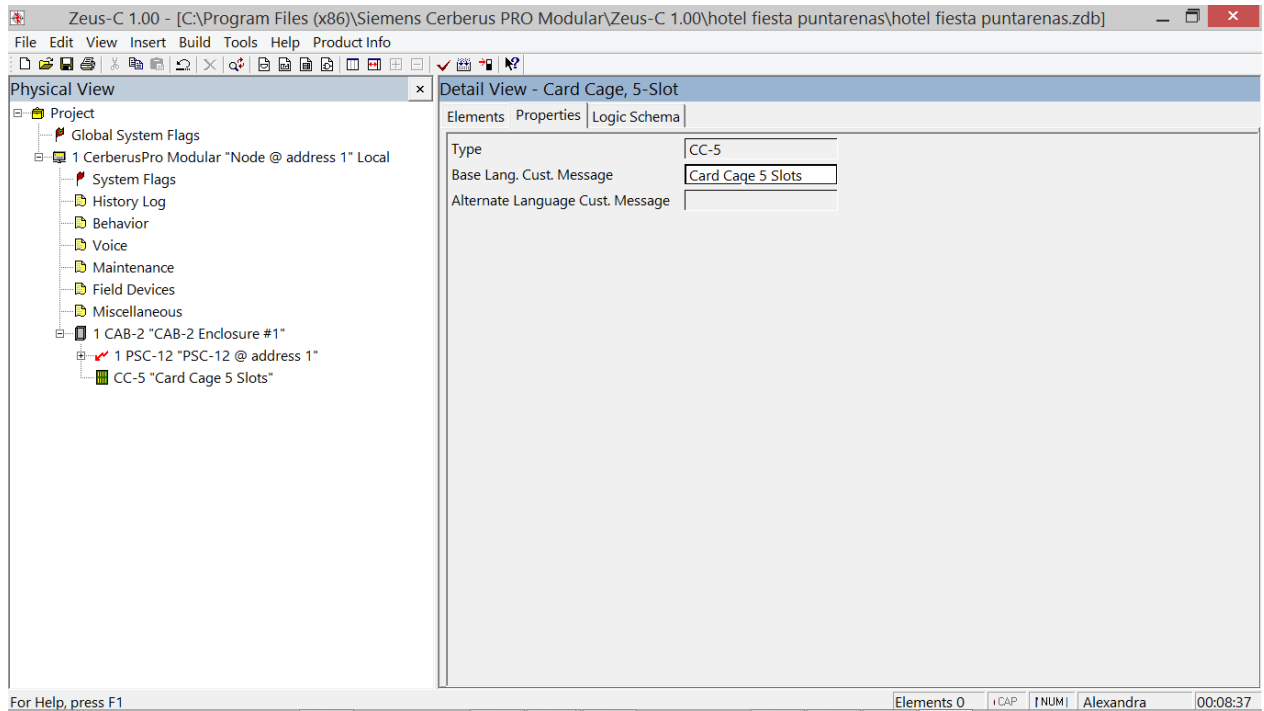 Zeus-C 1.00 - [C:\Program Files (x86)\Siemens Cerberus PRO Modular\Zeus-C 1.00\hotel fiesta puntarenas\hotel fiesta puntarenas.zdb]
File Edit View Insert Build Tools Help Product Info
Physical View
Project
Global System Flags
1 CerberusPro Modular "Node @ address 1" Local
System Flags
History Log
Behavior
Voice
Maintenance
Field Devices
Miscellaneous
1 CAB-2 "CAB-2 Enclosure #1"
1 PSC-12 "PSC-12 @ address 1"
CC-5 "Card Cage 5 Slots"
Detail View - Card Cage, 5-Slot
Elements Properties Logic Schema
Type CC-5
Base Lang. Cust. Message Card Cage 5 Slots
Alternate Language Cust. Message
For Help, press F1 Elements 0 CAP NUM Alexandra 00:08:37